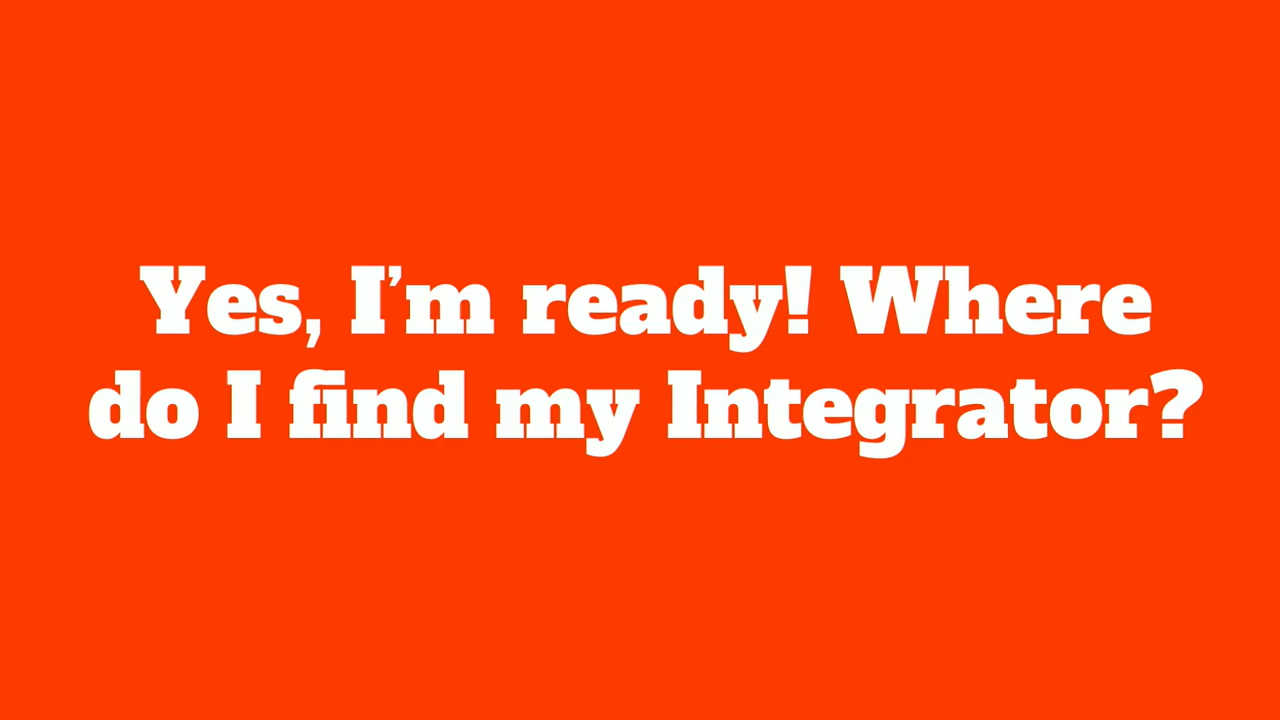 Yes, I’m ready! Where
do I find my Integrator?